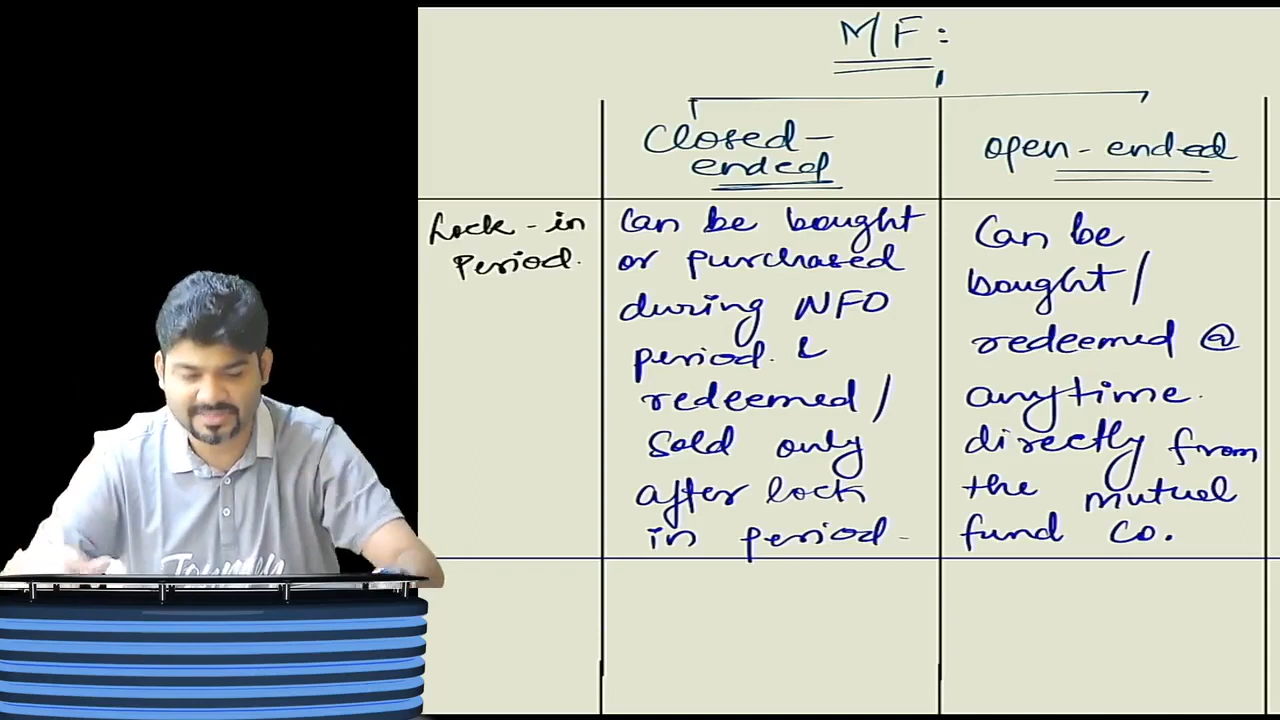 MF:
Closed-
ended
open-ended
Lock-in
Period.
Can be bought
or purchased
during NFO
period. &
redeemed/
Sold only
after lock
in period.
Can be
bought/
redeemed @
anytime.
directly from
the mutual
fund Co.